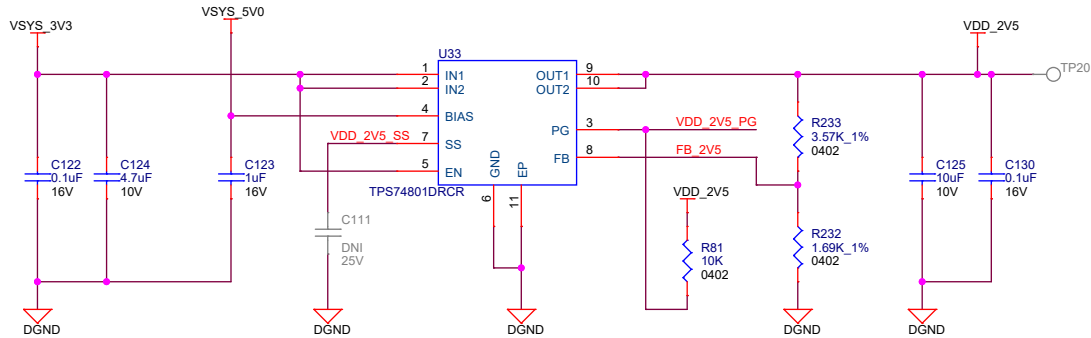 VSYS_3V3
VSYS_5V0
VDD_2V5
TP20
U33
1
2
4
7
5
IN1
IN2
BIAS
SS
EN
GND
EP
OUT1
OUT2
PG
FB
9
10
3
8
6
11
TPS74801DRCR
VDD_2V5_SS
VDD_2V5_PG
FB_2V5
C122
0.1uF
16V
C124
4.7uF
10V
C123
1uF
16V
C111
DNI
25V
VDD_2V5
R81
10K
0402
R233
3.57K_1%
0402
R232
1.69K_1%
0402
C125
10uF
10V
C130
0.1uF
16V
DGND
DGND
DGND
DGND
DGND